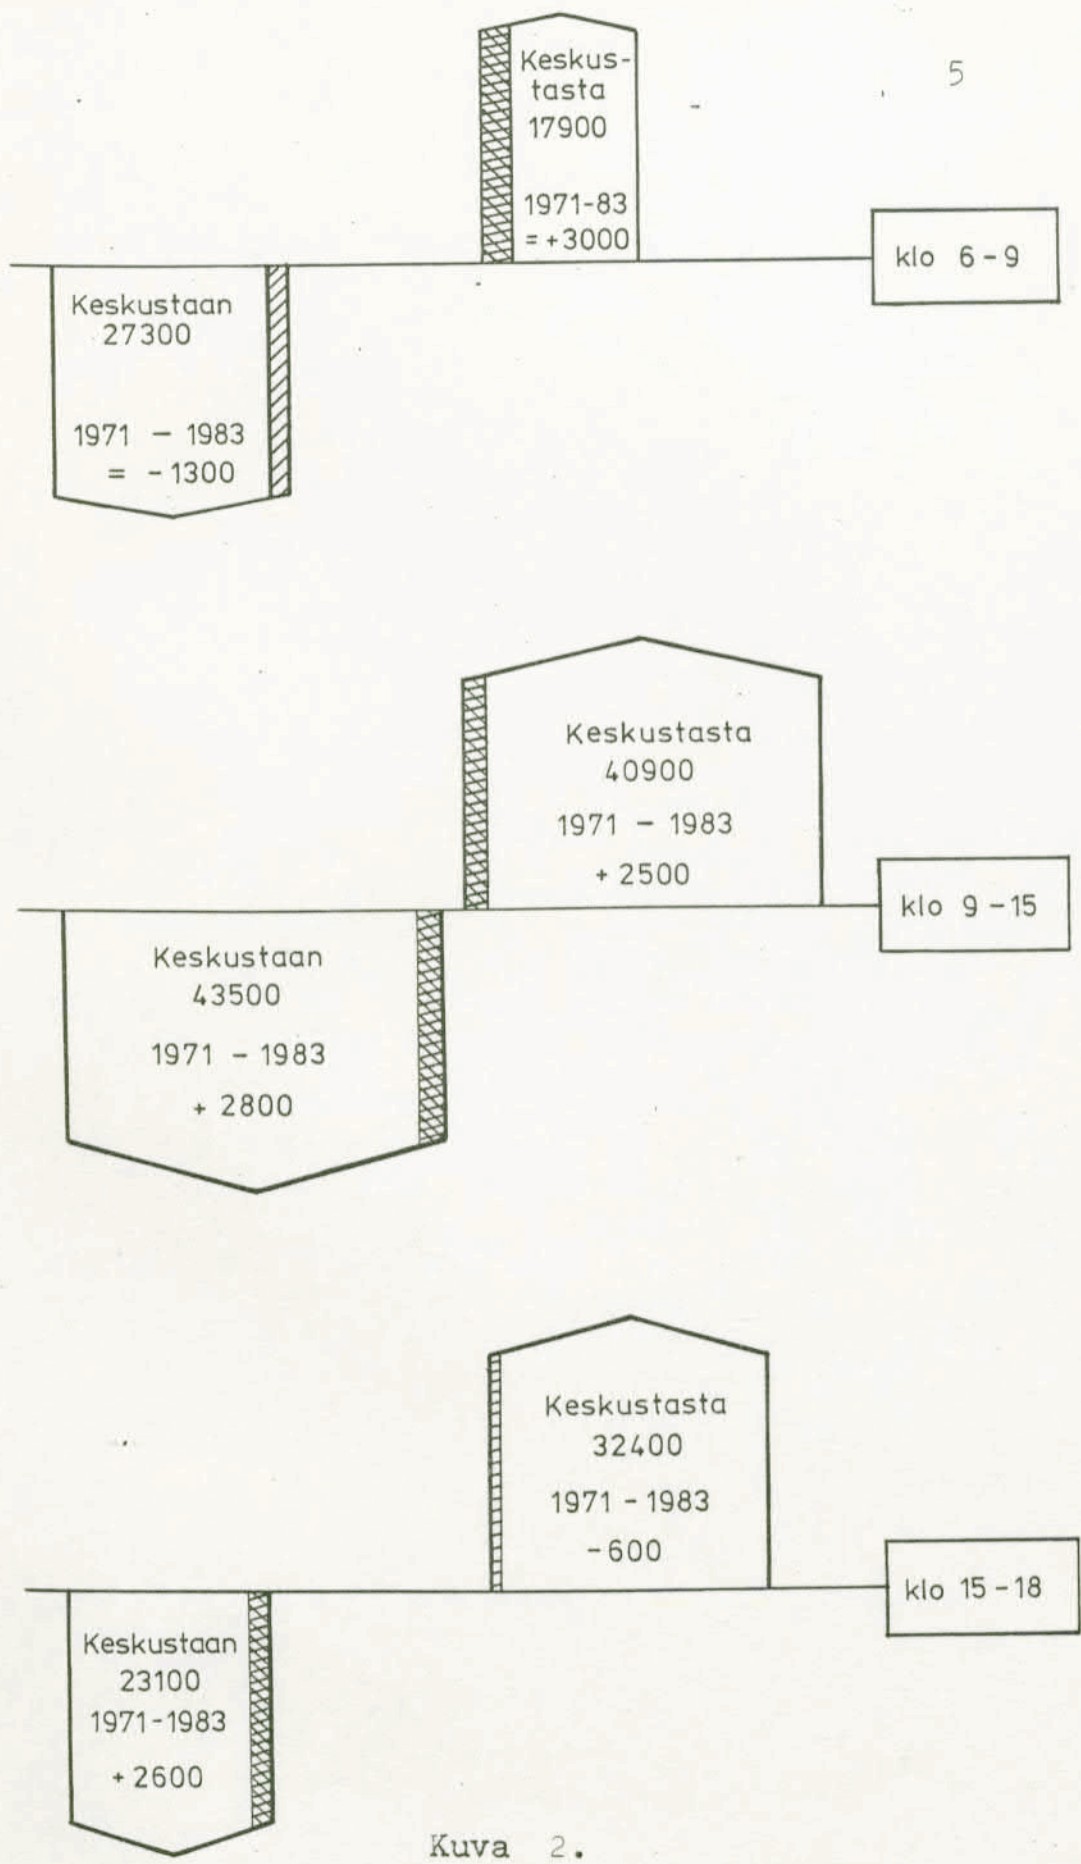 5
Keskus-
tasta
17900
1971-83
= +3000
klo 6-9
Keskustaan
27300
1971 - 1983
= -1300
Keskustasta
40900
1971 - 1983
+ 2500
klo 9-15
Keskustaan
43500
1971 - 1983
+ 2800
Keskustasta
32400
1971 - 1983
-600
klo 15-18
Keskustaan
23100
1971-1983
+ 2600
Kuva 2.